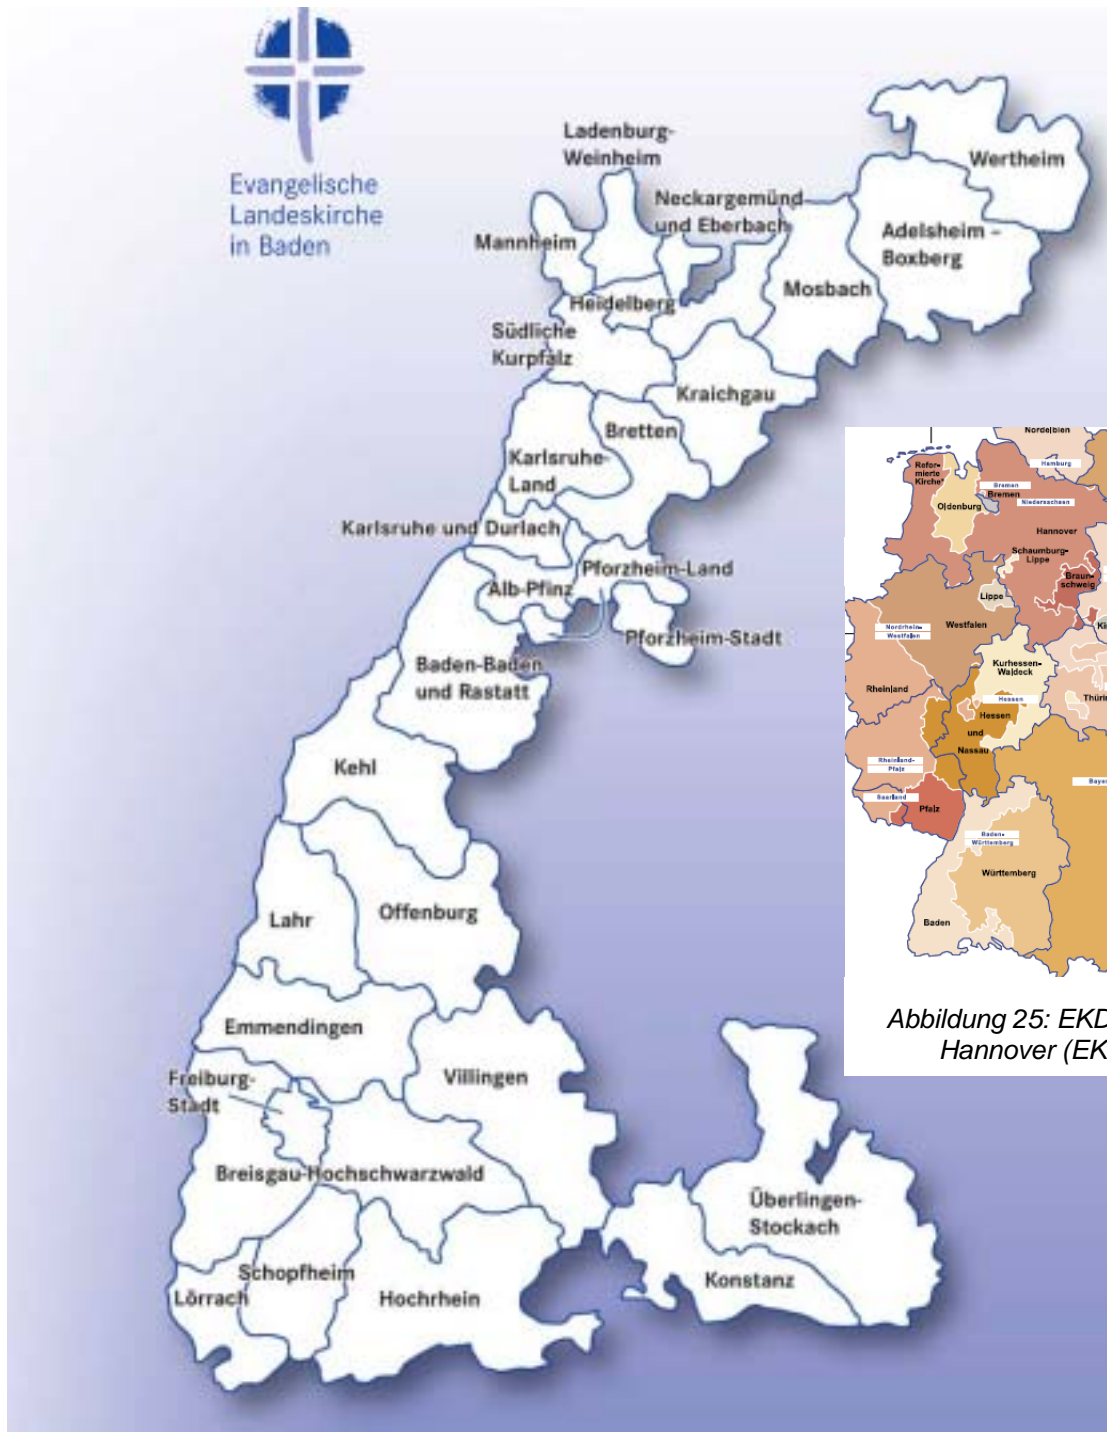 Evangelische
Landeskirche
in Baden
Ladenburg-
Weinheim
Wertheim
Neckargemünd
und Eberbach
Mannheim
Adelsheim –
Boxberg
Mosbach
Heidelberg
Südliche
Kurpfalz
Kraichgau
Bretten
Karlsruhe-
Land
Karlsruhe und Durlach
Pforzheim-Land
Alb-Pfinz
Pforzheim-Stadt
Baden-Baden
und Rastatt
Kehl
Offenburg
Lahr
Emmendingen
Villingen
Freiburg-
Stadt
Breisgau-Hochschwarzwald
Überlingen-
Stockach
Schopfheim
Konstanz
Lörrach
Hochrhein
Nordelbien
Hamburg
Refor-
mierte
Kirche*
Bremen
Bremen
Niedersachsen
Oldenburg
Hannover
Schaumburg-
Lippe
Braun-
schweig
Lippe
Westfalen
Nordrhein-
Westfalen
Kurhessen-
Waldeck
Rheinland
Hessen
Hessen
und
Nassau
Rheinland-
Pfalz
Saarland
Pfalz
Baden-
Württemberg
Württemberg
Baden
Abbildung 25: EKD
Hannover (EK